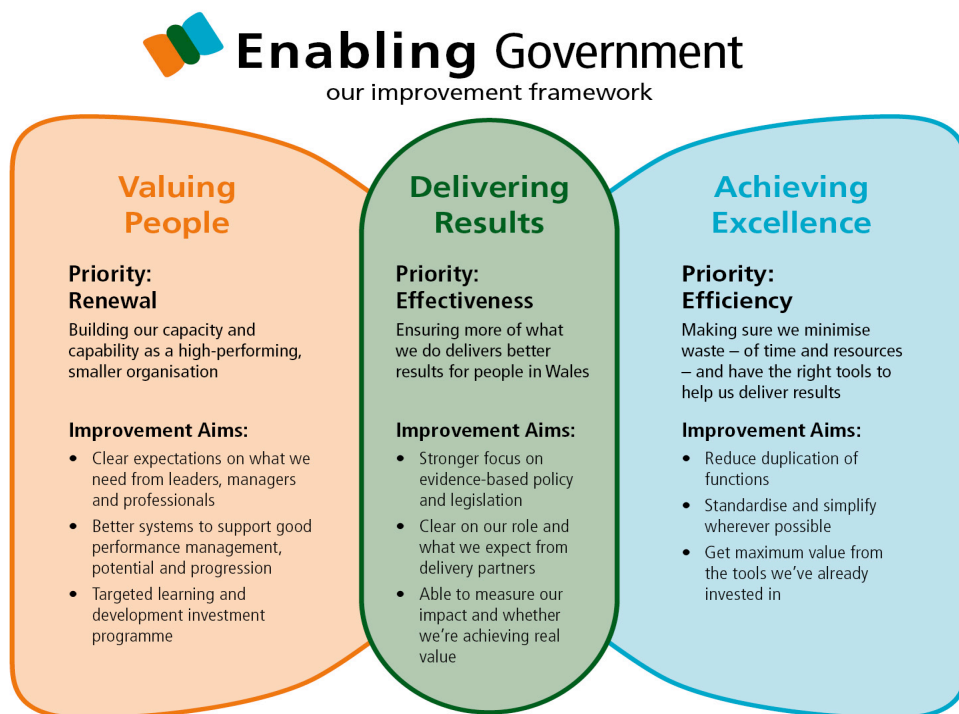 Enabling Government
our improvement framework
Valuing
People
Priority:
Renewal
Building our capacity and
capability as a high-performing,
smaller organisation
Improvement Aims:
• Clear expectations on what we
need from leaders, managers
and professionals
• Better systems to support good
performance management,
potential and progression
• Targeted learning and
development investment
programme
Delivering
Results
Priority:
Effectiveness
Ensuring more of what
we do delivers better
results for people in Wales
Improvement Aims:
• Stronger focus on
evidence-based policy
and legislation
• Clear on our role and
what we expect from
delivery partners
• Able to measure our
impact and whether
we're achieving real
value
Achieving
Excellence
Priority:
Efficiency
Making sure we minimise
waste – of time and resources
– and have the right tools to
help us deliver results
Improvement Aims:
• Reduce duplication of
functions
• Standardise and simplify
wherever possible
• Get maximum value from
the tools we've already
invested in